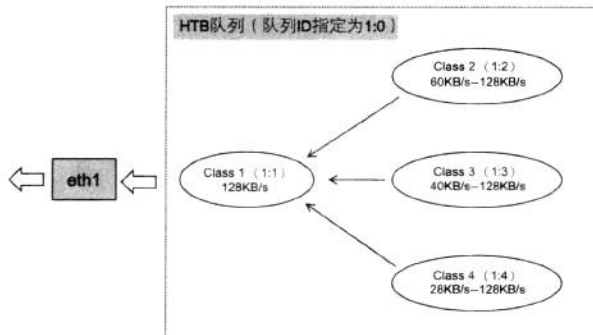 HTB队列（队列ID指定为1:0）
Class 2 （1:2）
60KB/s–128KB/s
eth1
Class 1 （1:1）
128KB/s
Class 3 （1:3）
40KB/s–128KB/s
Class 4 （1:4）
28KB/s–128KB/s